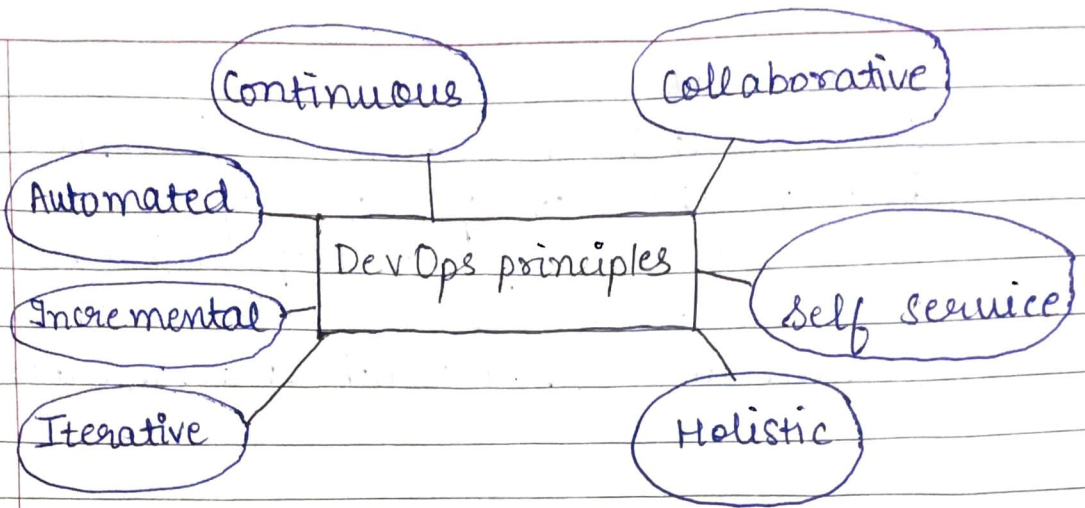 Continuous
Collaborative
Automated
DevOps principles
Self service
Incremental
Iterative
Holistic